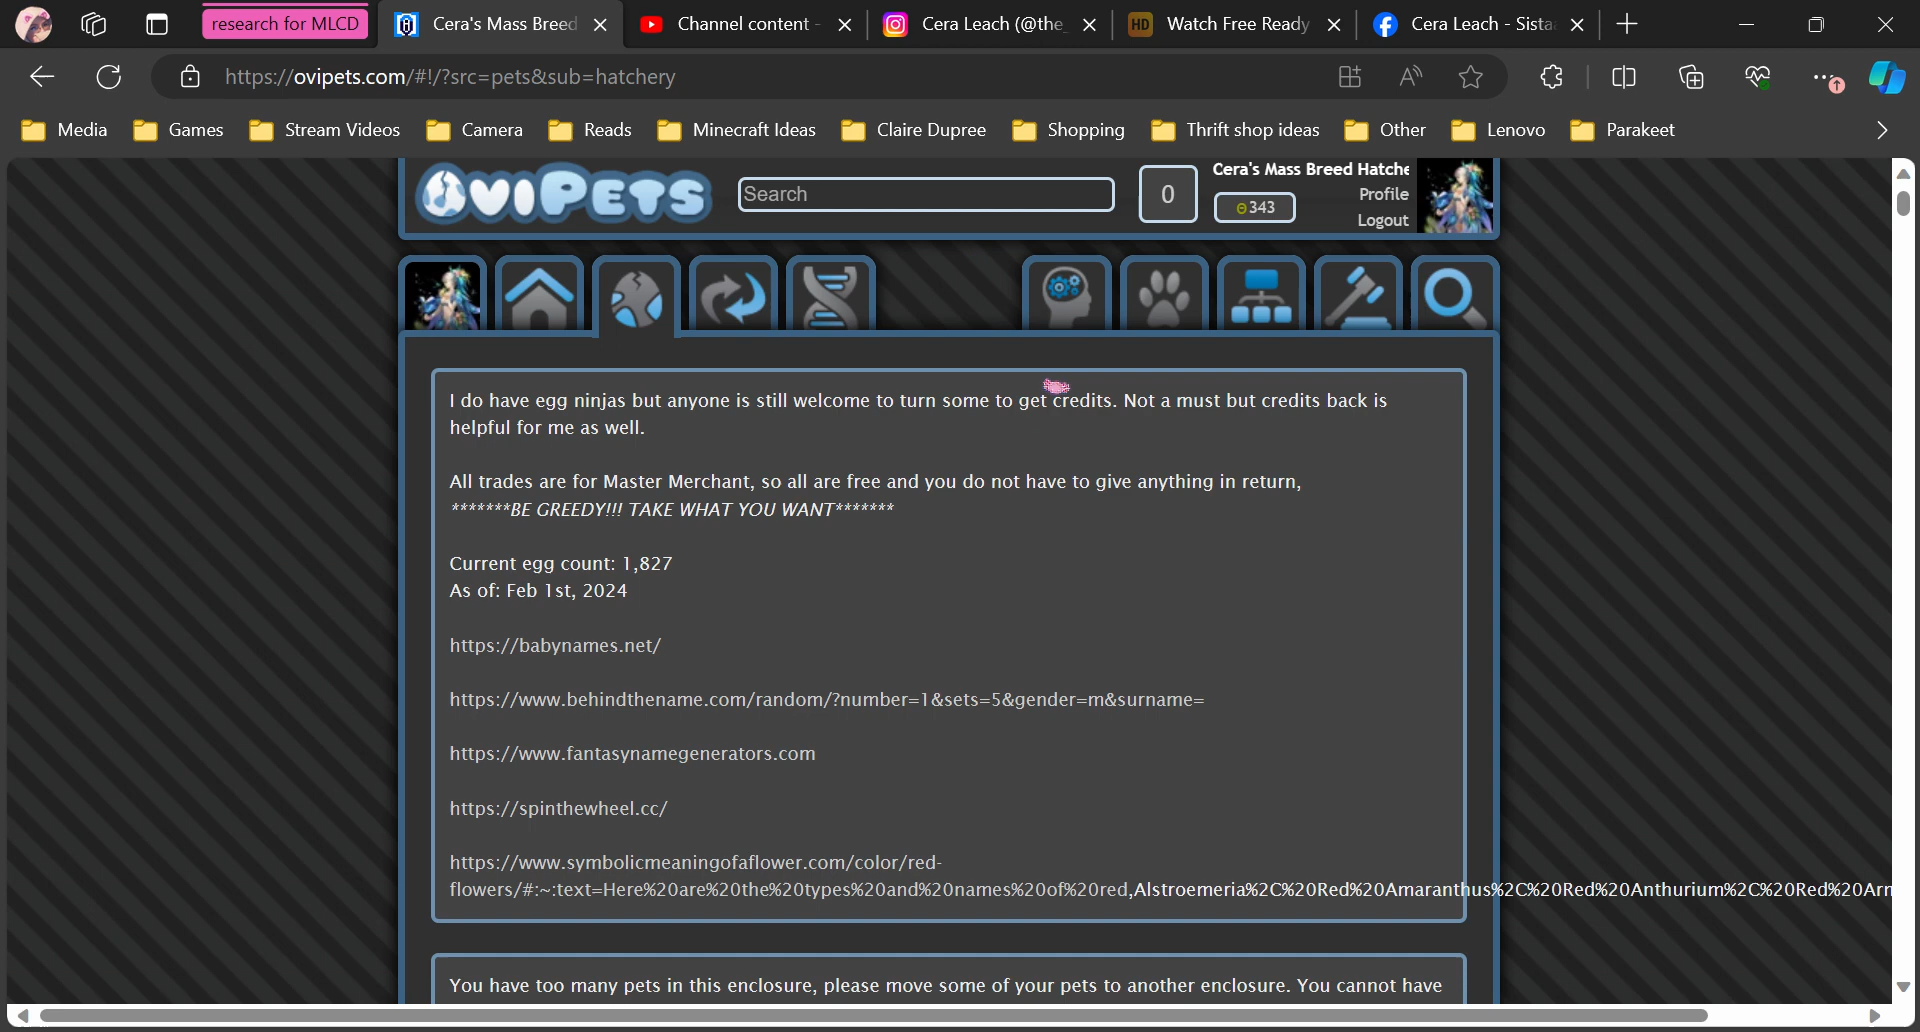 research for MLCD
Cera's Mass Breed
Channel content -
Cera Leach (@the_
HD
Watch Free Ready
Cera Leach - Sista
https://ovipets.com/#!/?src=pets&sub=hatchery
Media
Games
Stream Videos
Camera
Reads
Minecraft Ideas
Claire Dupree
Shopping
Thrift shop ideas
Other
Lenovo
Parakeet
OviPets
Search
0
Cera's Mass Breed Hatche
343
Profile
Logout
I do have egg ninjas but anyone is still welcome to turn some to get credits. Not a must but credits back is
helpful for me as well.
All trades are for Master Merchant, so all are free and you do not have to give anything in return,
*******BE GREEDY!!! TAKE WHAT YOU WANT*******
Current egg count: 1,827
As of: Feb 1st, 2024
https://babynames.net/
https://www.behindthename.com/random/?number=1&sets=5&gender=m&surname=
https://www.fantasynamegenerators.com
https://spinthewheel.cc/
https://www.symbolicmeaningofaflower.com/color/red-
flowers/#:~:text=Here%20are%20the%20types%20and%20names%20of%20red,Alstroemeria%2C%20Red%20Amaranthus%2C%20Red%20Anthurium%2C%20Red%20Arn
You have too many pets in this enclosure, please move some of your pets to another enclosure. You cannot have